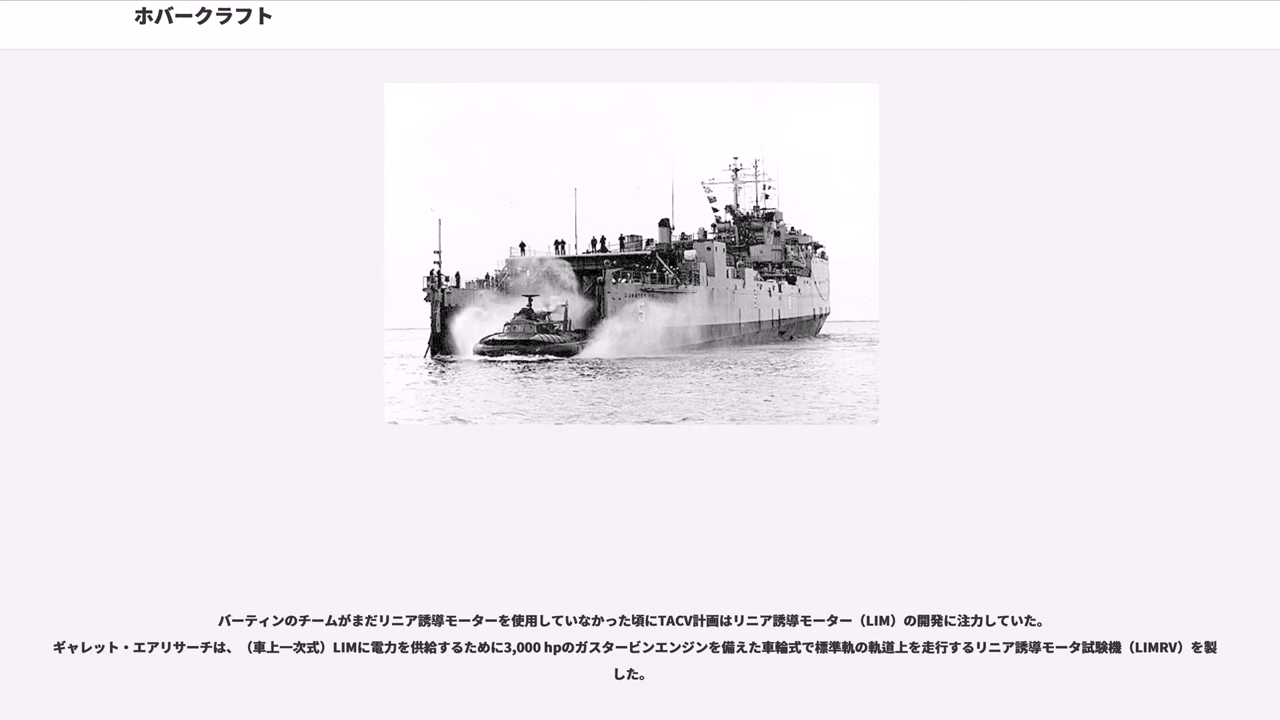 ホバークラフト
バーティンのチームがまだリニア誘導モーターを使用していなかった頃にTACV計画はリニア誘導モーター（LIM）の開発に注力していた。
ギャレット・エアリサーチは、（車上一次式）LIMに電力を供給するために3,000 hpのガスタービンエンジンを備えた車輪式で標準軌の軌道上を走行するリニア誘導モータ試験機（LIMRV）を製
した。